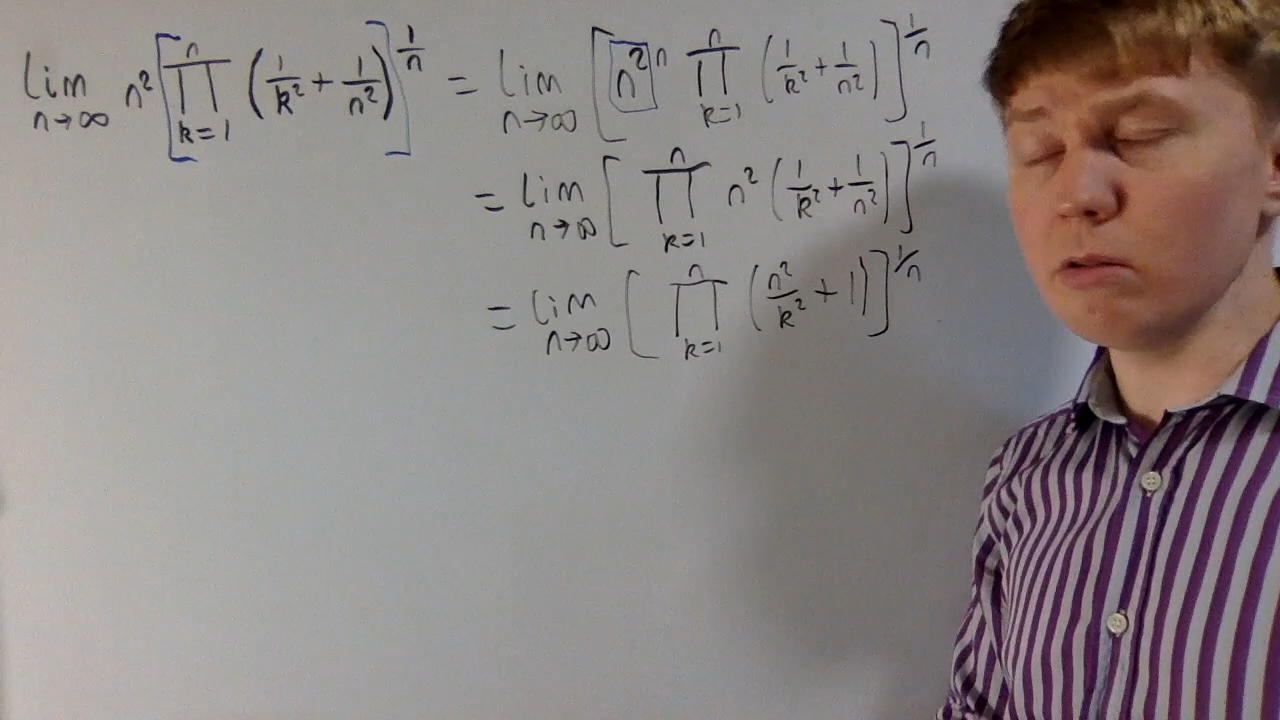 lim n→∞ n² [∏ k=1 n (1/k² + 1/n²)]^1/n = lim n→∞ [n² n ∏ k=1 n (1/k² + 1/n²)]^1/n
= lim n→∞ [∏ k=1 n n² (1/k² + 1/n²)]^1/n
= lim n→∞ [∏ k=1 n (n²/k² + 1)]^1/n